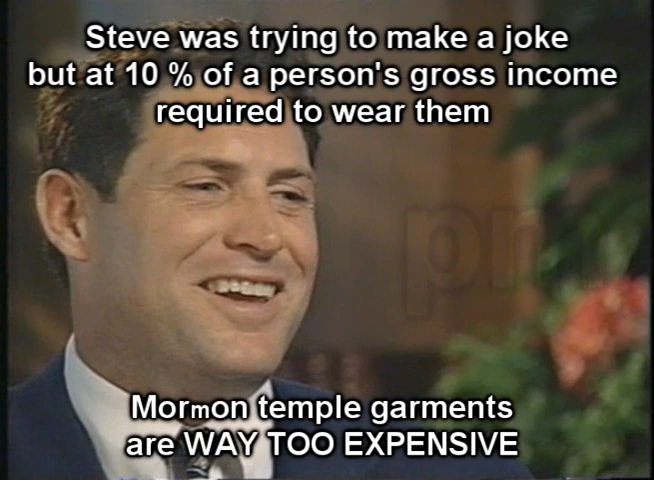 Steve was trying to make a joke
but at 10 % of a person's gross income
required to wear them
Mormon temple garments
are WAY TOO EXPENSIVE